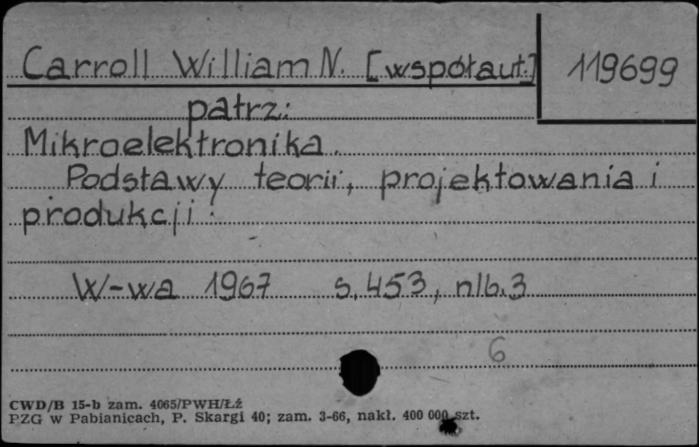 Carroll William N. [współaut.] 119699
patrz:
Mikroelektronika.
Podstawy teorii, projektowania i
produkcji.
W-wa 1967 s. 453, nlb. 3
6
CWD/B 15-b zam. 4065/PWH/Łź
PZG w Pabianicach, P. Skargi 40; zam. 3-66, nakł. 400 000 szt.